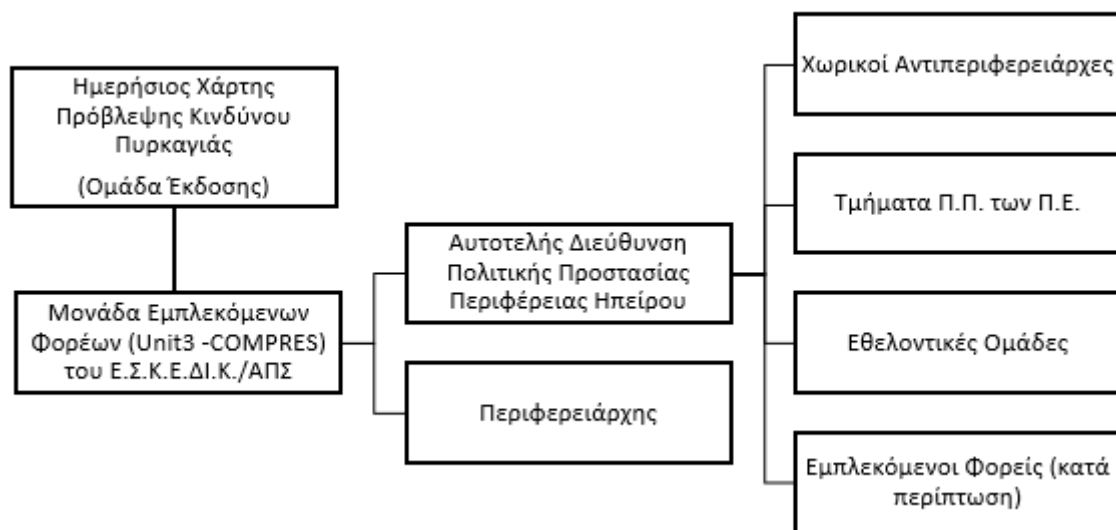 Ημερήσιος Χάρτης
Πρόβλεψης Κινδύνου
Πυρκαγιάς
(Ομάδα Έκδοσης)
Μονάδα Εμπλεκόμενων
Φορέων (Unit3 -COMPRES)
του Ε.Σ.Κ.Ε.ΔΙ.Κ./ΑΠΣ
Αυτοτελής Διεύθυνση
Πολιτικής Προστασίας
Περιφέρειας Ηπείρου
Περιφερειάρχης
Χωρικοί Αντιπεριφερειάρχες
Τμήματα Π.Π. των Π.Ε.
Εθελοντικές Ομάδες
Εμπλεκόμενοι Φορείς (κατά
περίπτωση)